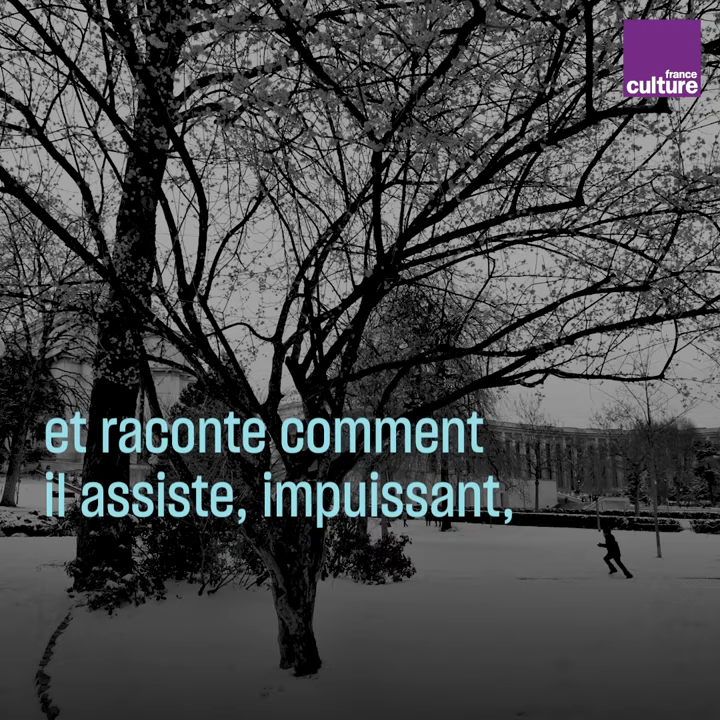 france
culture
et raconte comment
il assiste, impuissant,